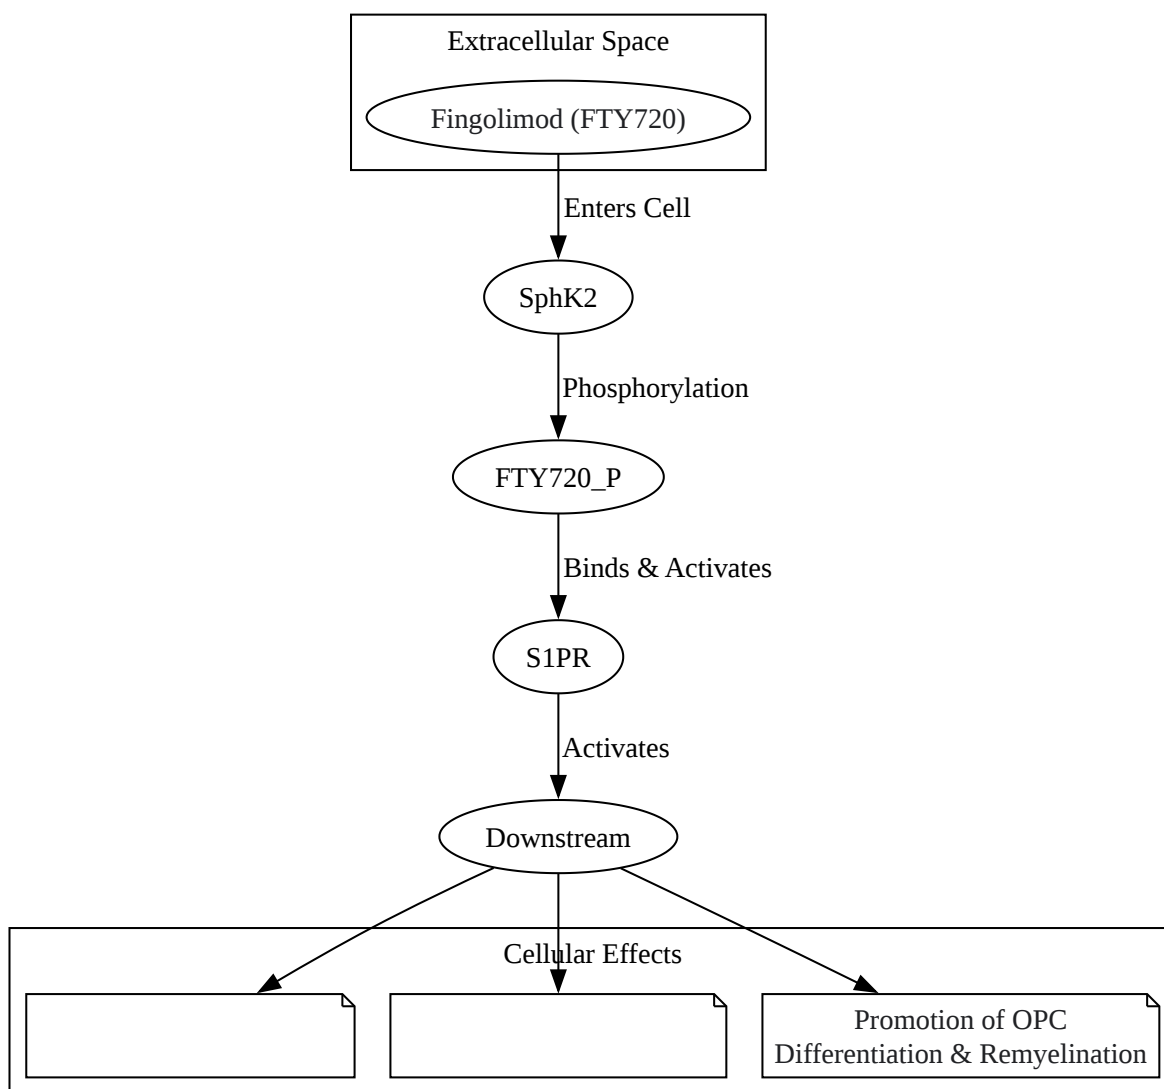 Extracellular Space
Fingolimod (FTY720)
Enters Cell
SphK2
Phosphorylation
FTY720_P
Binds & Activates
S1PR
Activates
Downstream
Cellular Effects
Promotion of OPC
Differentiation & Remyelination